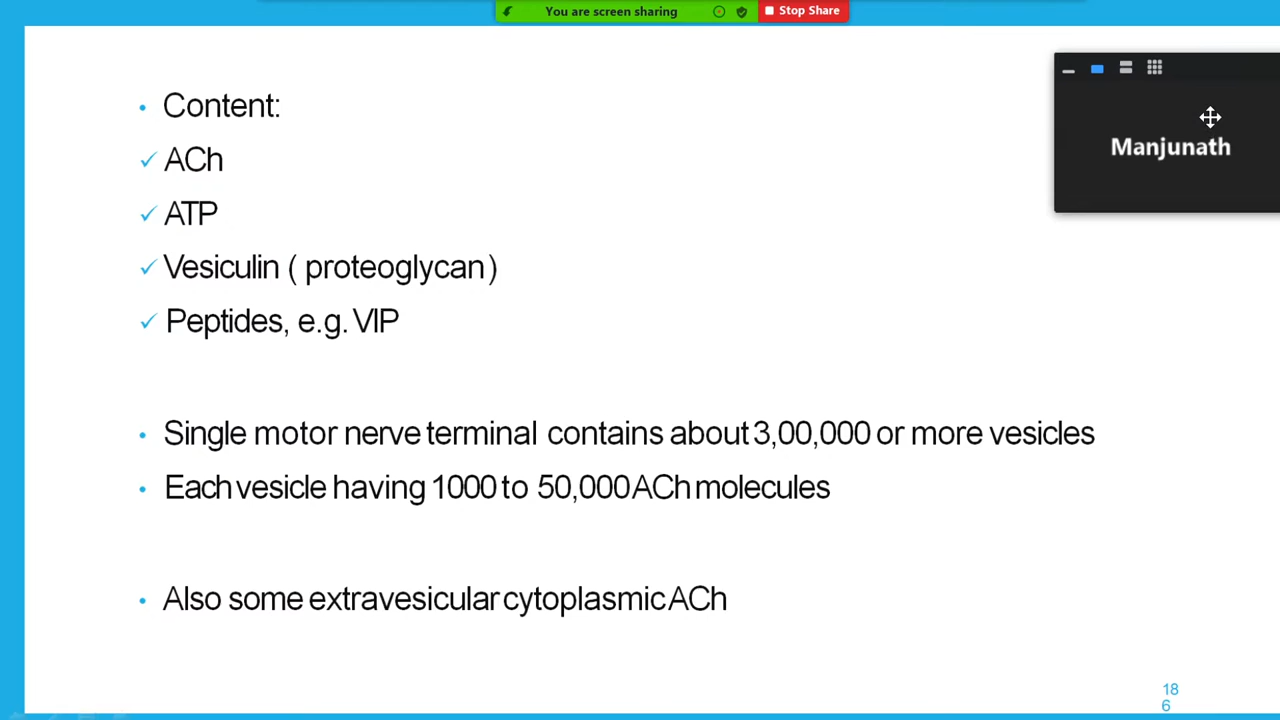 You are screen sharing
Stop Share
Manjunath
Content:
ACh
ATP
Vesiculin ( proteoglycan )
Peptides, e.g. VIP
Single motor nerve terminal contains about 3,00,000 or more vesicles
Each vesicle having 1000 to 50,000 ACh molecules
Also some extravesicular cytoplasmic ACh
18
6